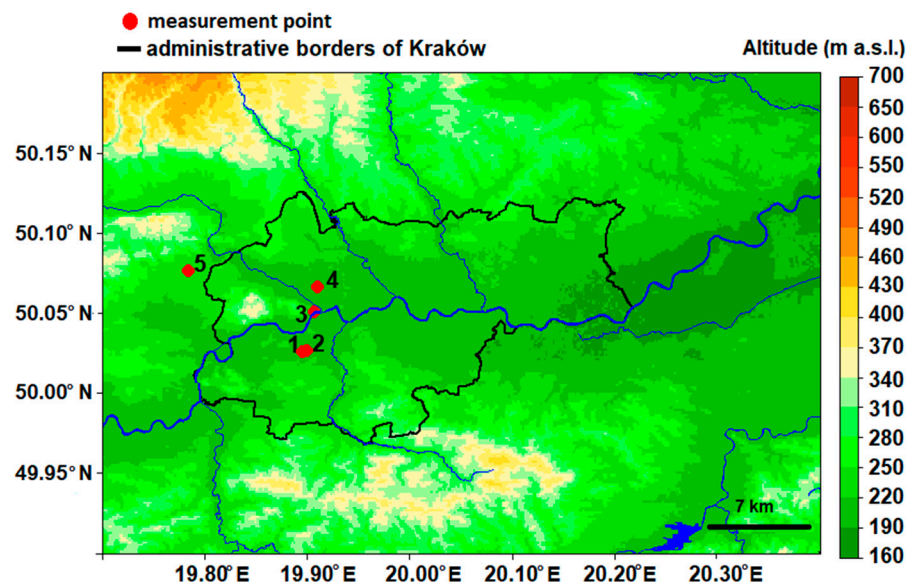 measurement point
administrative borders of Kraków
Altitude (m a.s.l.)
700
650
600
550
520
490
460
430
400
370
340
310
280
250
220
190
160
50.15° N
50.10° N
50.05° N
50.00° N
49.95° N
5
4
3
1 2
7 km
19.80°E 19.90°E 20.00°E 20.10°E 20.20°E 20.30°E